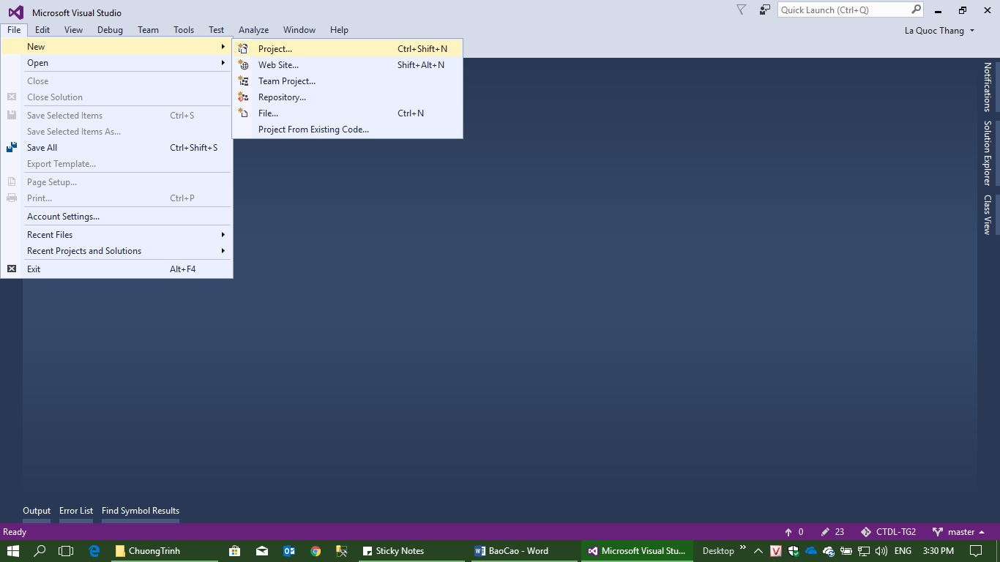 Microsoft Visual Studio
Quick Launch (Ctrl+Q)
File Edit View Debug Team Tools Test Analyze Window Help
La Quoc Thang
New
Open
Close
Close Solution
Save Selected Items Ctrl+S
Save Selected Items As...
Save All Ctrl+Shift+S
Export Template...
Page Setup...
Print... Ctrl+P
Account Settings...
Recent Files
Recent Projects and Solutions
Exit Alt+F4
Project... Ctrl+Shift+N
Web Site... Shift+Alt+N
Team Project...
Repository...
File... Ctrl+N
Project From Existing Code...
Notifications
Solution Explorer
Class View
Output Error List Find Symbol Results
Ready 0 23 CTDL-TG2 master
ChuongTrinh Sticky Notes BaoCao - Word Microsoft Visual Stu... Desktop ENG 3:30 PM